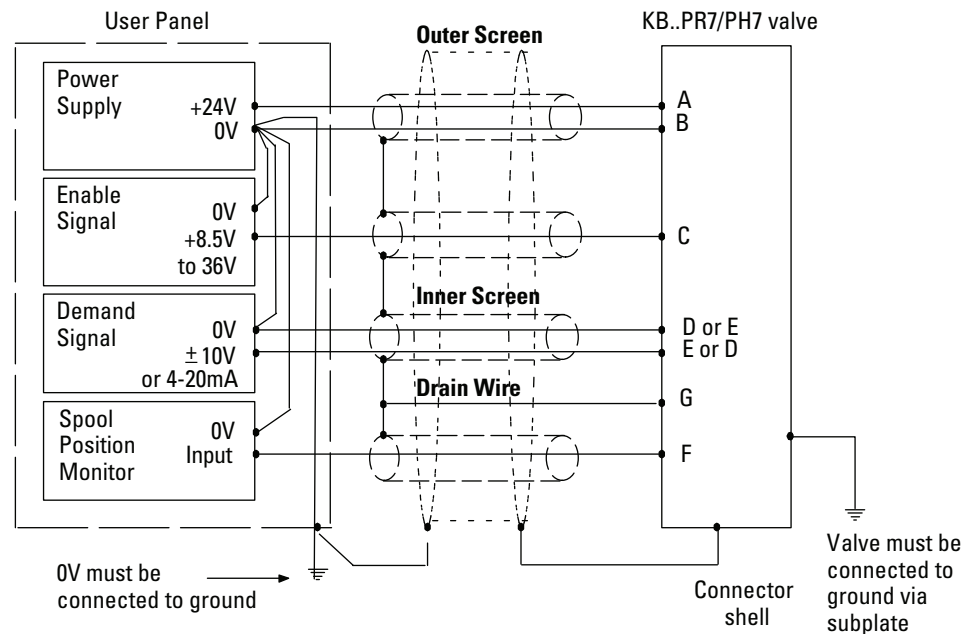 User Panel
Outer Screen
KB..PR7/PH7 valve
Power
Supply
+24V
0V
A
B
Enable
Signal
0V
+8.5V
to 36V
C
Inner Screen
Demand
Signal
0V
±10V
or 4-20mA
D or E
E or D
Drain Wire
G
Spool
Position
Monitor
0V
Input
F
0V must be
connected to ground
Connector
shell
Valve must be
connected to
ground via
subplate